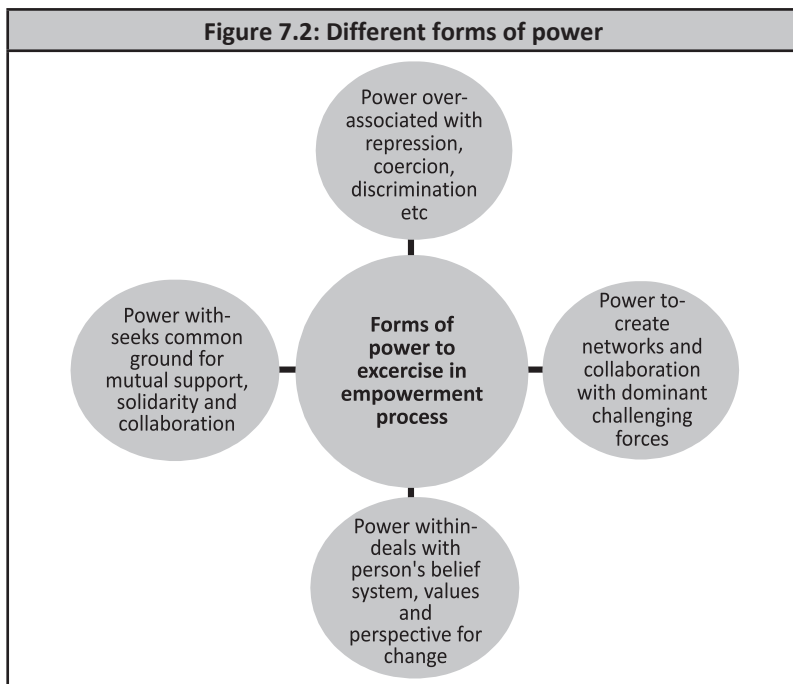 Figure 7.2: Different forms of power
Power over-
associated with
repression,
coercion,
discrimination
etc
Power with-
seeks common
ground for
mutual support,
solidarity and
collaboration
Forms of
power to
excercise in
empowerment
process
Power to-
create
networks and
collaboration
with dominant
challenging
forces
Power within-
deals with
person's belief
system, values
and
perspective for
change